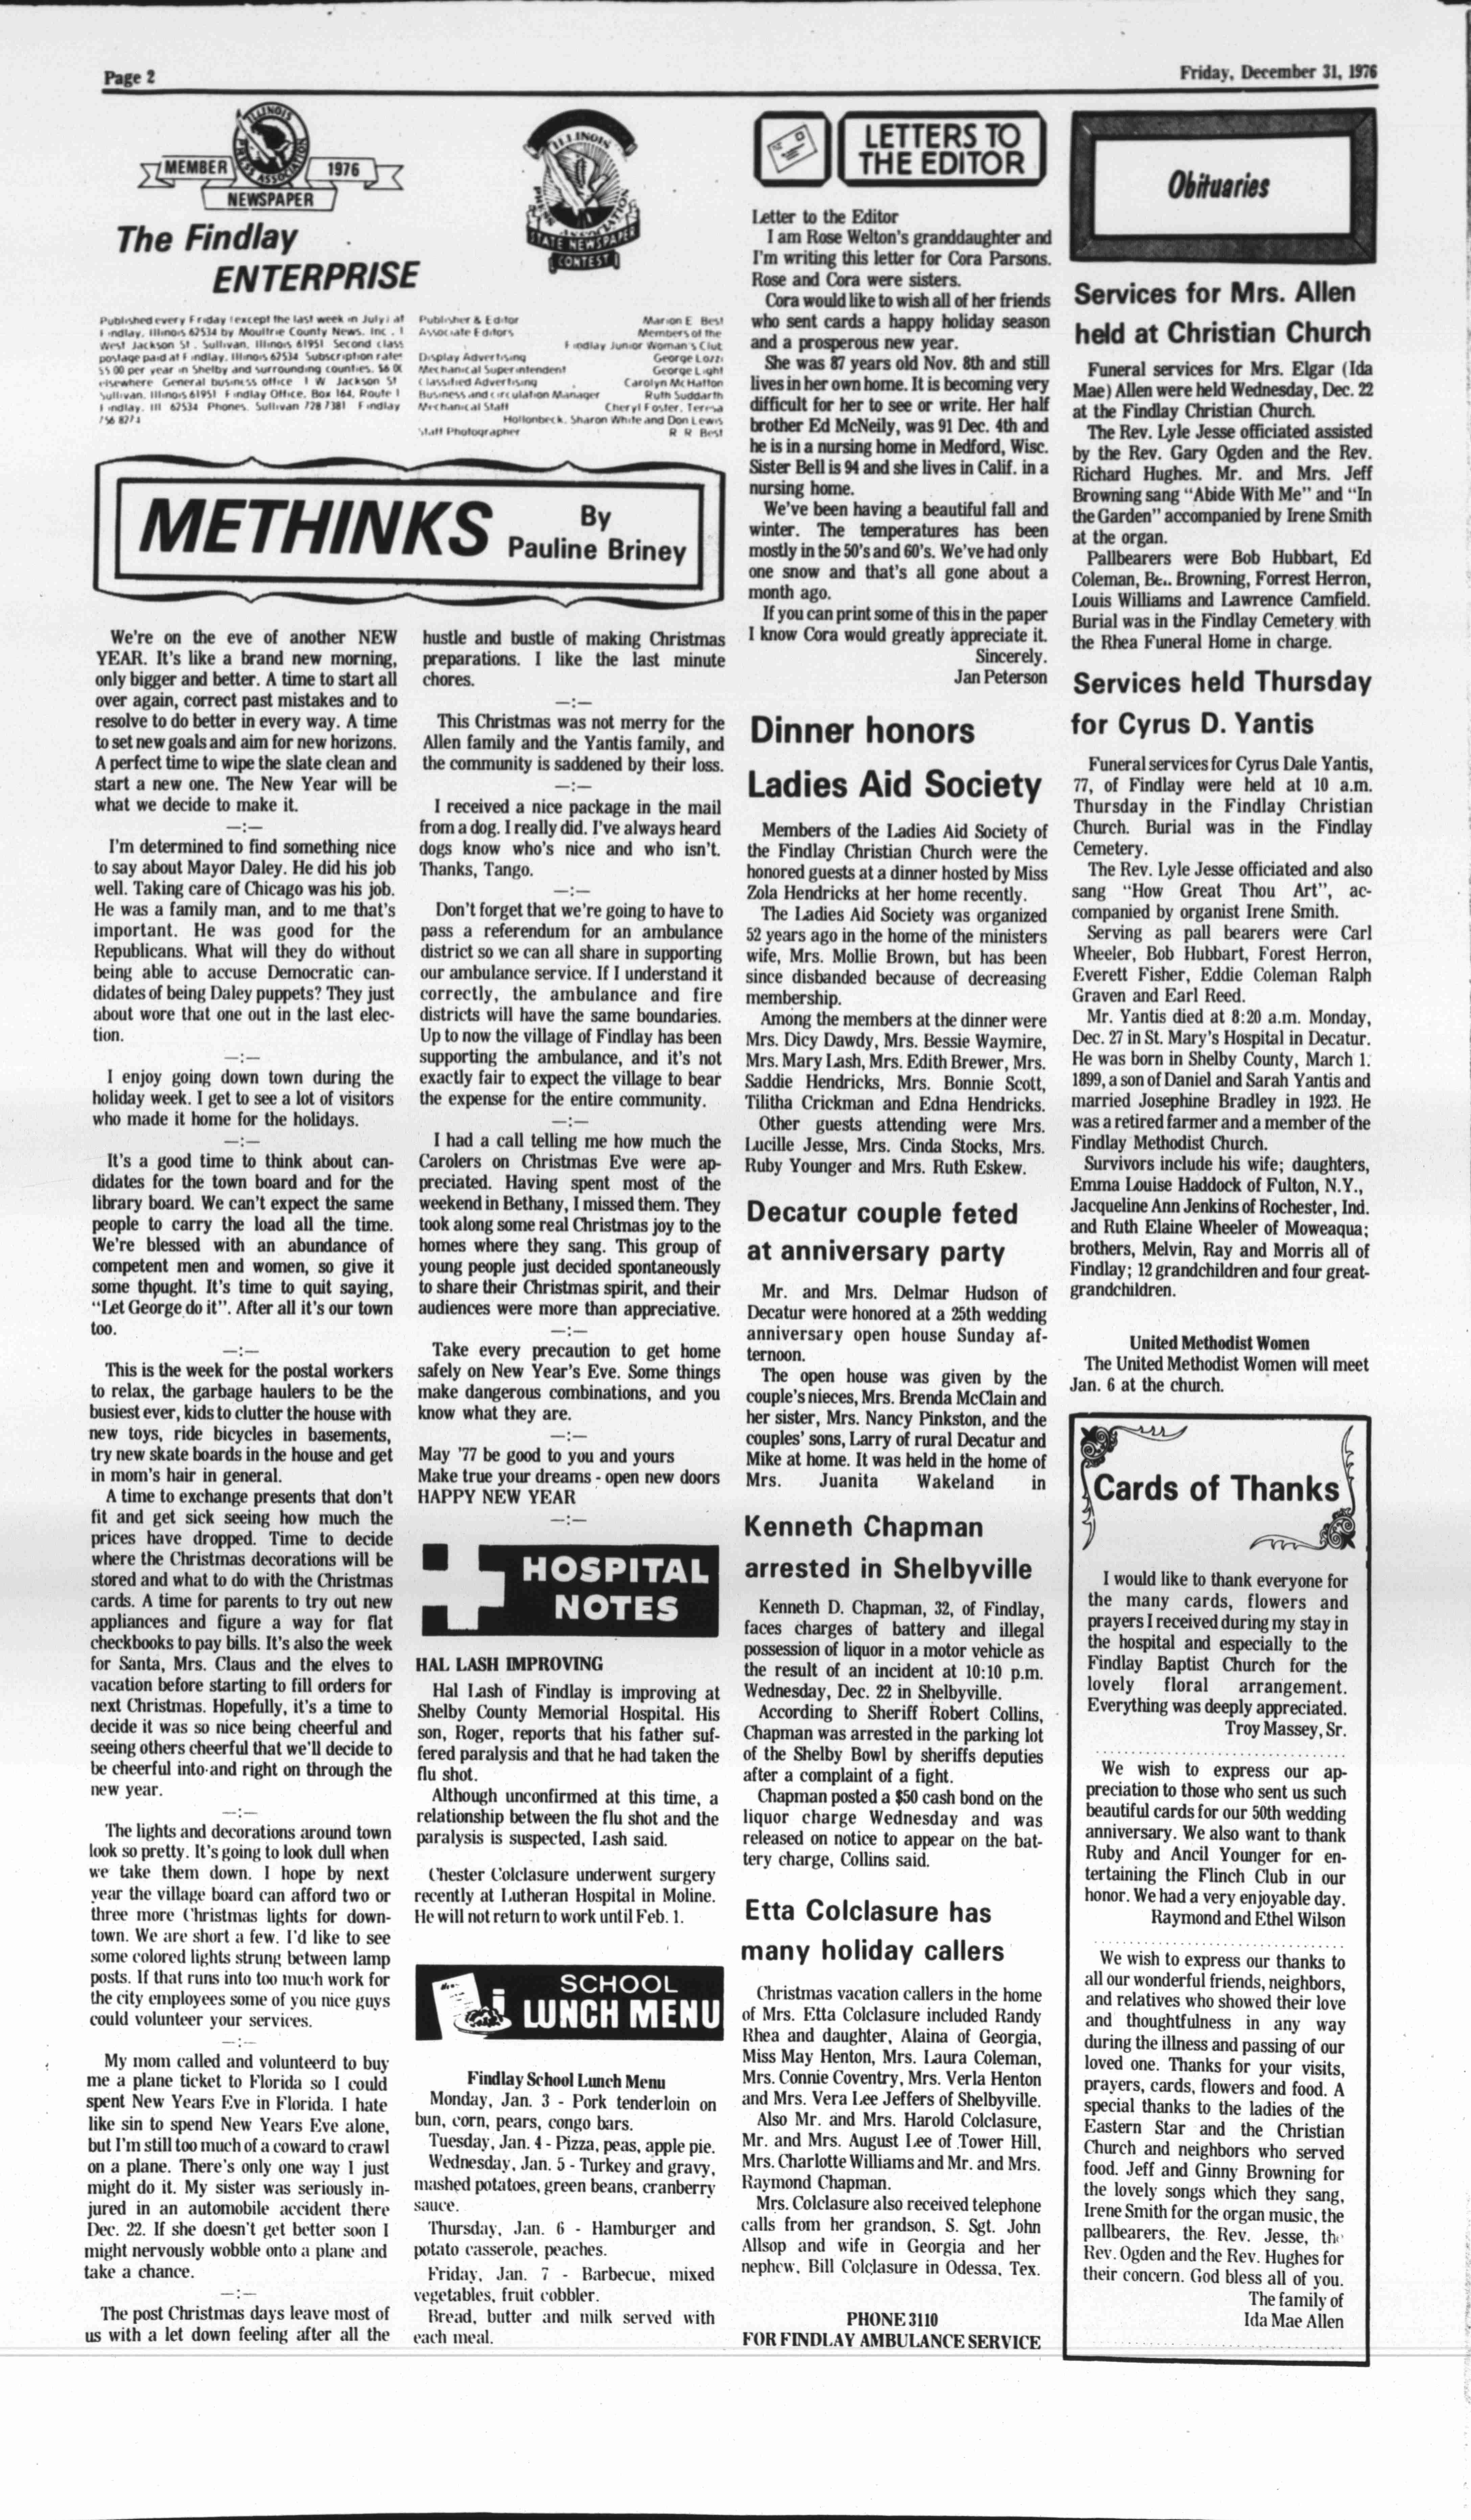 Page 2
Friday, December 31, 1976
ILLINOIS
PRESS ASSOCIATION
MEMBER
1976
NEWSPAPER
The Findlay
ENTERPRISE
ILLINOIS
PRESS ASSOCIATION
STATE NEWSPAPER
CONTEST
Published every Friday (except the last week in July) at
Findlay, Illinois 62534 by Moultrie County News, Inc., 1
West Jackson St., Sullivan, Illinois 61951 Second class
postage paid at Findlay, Illinois 62534 Subscription rates
$5.00 per year in Shelby and surrounding counties, $6.00
elsewhere General business office 1 W Jackson St
Sullivan, Illinois 61951 Findlay Office, Box 164, Route 1
Findlay, Ill 62534 Phones, Sullivan 728 7381 Findlay
756 8273
Publisher & Editor Marion E. Best
Associate Editors Members of the
Findlay Junior Woman's Club
Display Advertising George Lozzi
Mechanical Superintendent George Light
Classified Advertising Carolyn McHatton
Business and circulation Manager Ruth Suddarth
Mechanical Staff Cheryl Foster, Teresa
Hollonbeck, Sharon White and Don Lewis
Staff Photographer R R Best
METHINKS
By
Pauline Briney
We're on the eve of another NEW
YEAR. It's like a brand new morning,
only bigger and better. A time to start all
over again, correct past mistakes and to
resolve to do better in every way. A time
to set new goals and aim for new horizons.
A perfect time to wipe the slate clean and
start a new one. The New Year will be
what we decide to make it.
—:—
I'm determined to find something nice
to say about Mayor Daley. He did his job
well. Taking care of Chicago was his job.
He was a family man, and to me that's
important. He was good for the
Republicans. What will they do without
being able to accuse Democratic can-
didates of being Daley puppets? They just
about wore that one out in the last elec-
tion.
—:—
I enjoy going down town during the
holiday week. I get to see a lot of visitors
who made it home for the holidays.
—:—
It's a good time to think about can-
didates for the town board and for the
library board. We can't expect the same
people to carry the load all the time.
We're blessed with an abundance of
competent men and women, so give it
some thought. It's time to quit saying,
"Let George do it". After all it's our town
too.
—:—
This is the week for the postal workers
to relax, the garbage haulers to be the
busiest ever, kids to clutter the house with
new toys, ride bicycles in basements,
try new skate boards in the house and get
in mom's hair in general.
A time to exchange presents that don't
fit and get sick seeing how much the
prices have dropped. Time to decide
where the Christmas decorations will be
stored and what to do with the Christmas
cards. A time for parents to try out new
appliances and figure a way for flat
checkbooks to pay bills. It's also the week
for Santa, Mrs. Claus and the elves to
vacation before starting to fill orders for
next Christmas. Hopefully, it's a time to
decide it was so nice being cheerful and
seeing others cheerful that we'll decide to
be cheerful into and right on through the
new year.
—:—
The lights and decorations around town
look so pretty. It's going to look dull when
we take them down. I hope by next
year the village board can afford two or
three more Christmas lights for down-
town. We are short a few. I'd like to see
some colored lights strung between lamp
posts. If that runs into too much work for
the city employees some of you nice guys
could volunteer your services.
—:—
My mom called and volunteerd to buy
me a plane ticket to Florida so I could
spent New Years Eve in Florida. I hate
like sin to spend New Years Eve alone,
but I'm still too much of a coward to crawl
on a plane. There's only one way I just
might do it. My sister was seriously in-
jured in an automobile accident there
Dec. 22. If she doesn't get better soon I
might nervously wobble onto a plane and
take a chance.
—:—
The post Christmas days leave most of
us with a let down feeling after all the
hustle and bustle of making Christmas
preparations. I like the last minute
chores.
—:—
This Christmas was not merry for the
Allen family and the Yantis family, and
the community is saddened by their loss.
—:—
I received a nice package in the mail
from a dog. I really did. I've always heard
dogs know who's nice and who isn't.
Thanks, Tango.
—:—
Don't forget that we're going to have to
pass a referendum for an ambulance
district so we can all share in supporting
our ambulance service. If I understand it
correctly, the ambulance and fire
districts will have the same boundaries.
Up to now the village of Findlay has been
supporting the ambulance, and it's not
exactly fair to expect the village to bear
the expense for the entire community.
—:—
I had a call telling me how much the
Carolers on Christmas Eve were ap-
preciated. Having spent most of the
weekend in Bethany, I missed them. They
took along some real Christmas joy to the
homes where they sang. This group of
young people just decided spontaneously
to share their Christmas spirit, and their
audiences were more than appreciative.
—:—
Take every precaution to get home
safely on New Year's Eve. Some things
make dangerous combinations, and you
know what they are.
—:—
May '77 be good to you and yours
Make true your dreams - open new doors
HAPPY NEW YEAR
—:—
HOSPITAL
NOTES
HAL LASH IMPROVING
Hal Lash of Findlay is improving at
Shelby County Memorial Hospital. His
son, Roger, reports that his father suf-
fered paralysis and that he had taken the
flu shot.
Although unconfirmed at this time, a
relationship between the flu shot and the
paralysis is suspected, Lash said.
Chester Colclasure underwent surgery
recently at Lutheran Hospital in Moline.
He will not return to work until Feb. 1.
SCHOOL
LUNCH MENU
Findlay School Lunch Menu
Monday, Jan. 3 - Pork tenderloin on
bun, corn, pears, congo bars.
Tuesday, Jan. 4 - Pizza, peas, apple pie.
Wednesday, Jan. 5 - Turkey and gravy,
mashed potatoes, green beans, cranberry
sauce.
Thursday, Jan. 6 - Hamburger and
potato casserole, peaches.
Friday, Jan. 7 - Barbecue, mixed
vegetables, fruit cobbler.
Bread, butter and milk served with
each meal.
LETTERS TO
THE EDITOR
Letter to the Editor
I am Rose Welton's granddaughter and
I'm writing this letter for Cora Parsons.
Rose and Cora were sisters.
Cora would like to wish all of her friends
who sent cards a happy holiday season
and a prosperous new year.
She was 87 years old Nov. 8th and still
lives in her own home. It is becoming very
difficult for her to see or write. Her half
brother Ed McNeily, was 91 Dec. 4th and
he is in a nursing home in Medford, Wisc.
Sister Bell is 94 and she lives in Calif. in a
nursing home.
We've been having a beautiful fall and
winter. The temperatures has been
mostly in the 50's and 60's. We've had only
one snow and that's all gone about a
month ago.
If you can print some of this in the paper
I know Cora would greatly appreciate it.
Sincerely.
Jan Peterson
Dinner honors
Ladies Aid Society
Members of the Ladies Aid Society of
the Findlay Christian Church were the
honored guests at a dinner hosted by Miss
Zola Hendricks at her home recently.
The Ladies Aid Society was organized
52 years ago in the home of the ministers
wife, Mrs. Mollie Brown, but has been
since disbanded because of decreasing
membership.
Among the members at the dinner were
Mrs. Dicy Dawdy, Mrs. Bessie Waymire,
Mrs. Mary Lash, Mrs. Edith Brewer, Mrs.
Saddie Hendricks, Mrs. Bonnie Scott,
Tilitha Crickman and Edna Hendricks.
Other guests attending were Mrs.
Lucille Jesse, Mrs. Cinda Stocks, Mrs.
Ruby Younger and Mrs. Ruth Eskew.
Decatur couple feted
at anniversary party
Mr. and Mrs. Delmar Hudson of
Decatur were honored at a 25th wedding
anniversary open house Sunday af-
ternoon.
The open house was given by the
couple's nieces, Mrs. Brenda McClain and
her sister, Mrs. Nancy Pinkston, and the
couples' sons, Larry of rural Decatur and
Mike at home. It was held in the home of
Mrs. Juanita Wakeland in
Kenneth Chapman
arrested in Shelbyville
Kenneth D. Chapman, 32, of Findlay,
faces charges of battery and illegal
possession of liquor in a motor vehicle as
the result of an incident at 10:10 p.m.
Wednesday, Dec. 22 in Shelbyville.
According to Sheriff Robert Collins,
Chapman was arrested in the parking lot
of the Shelby Bowl by sheriffs deputies
after a complaint of a fight.
Chapman posted a $50 cash bond on the
liquor charge Wednesday and was
released on notice to appear on the bat-
tery charge, Collins said.
Etta Colclasure has
many holiday callers
Christmas vacation callers in the home
of Mrs. Etta Colclasure included Randy
Rhea and daughter, Alaina of Georgia,
Miss May Henton, Mrs. Laura Coleman,
Mrs. Connie Coventry, Mrs. Verla Henton
and Mrs. Vera Lee Jeffers of Shelbyville.
Also Mr. and Mrs. Harold Colclasure,
Mr. and Mrs. August Lee of Tower Hill,
Mrs. Charlotte Williams and Mr. and Mrs.
Raymond Chapman.
Mrs. Colclasure also received telephone
calls from her grandson, S. Sgt. John
Allsop and wife in Georgia and her
nephew, Bill Colclasure in Odessa, Tex.
PHONE 3110
FOR FINDLAY AMBULANCE SERVICE
Obituaries
Services for Mrs. Allen
held at Christian Church
Funeral services for Mrs. Elgar (Ida
Mae) Allen were held Wednesday, Dec. 22
at the Findlay Christian Church.
The Rev. Lyle Jesse officiated assisted
by the Rev. Gary Ogden and the Rev.
Richard Hughes. Mr. and Mrs. Jeff
Browning sang "Abide With Me" and "In
the Garden" accompanied by Irene Smith
at the organ.
Pallbearers were Bob Hubbart, Ed
Coleman, Browning, Forrest Herron,
Louis Williams and Lawrence Camfield.
Burial was in the Findlay Cemetery with
the Rhea Funeral Home in charge.
Services held Thursday
for Cyrus D. Yantis
Funeral services for Cyrus Dale Yantis,
77, of Findlay were held at 10 a.m.
Thursday in the Findlay Christian
Church. Burial was in the Findlay
Cemetery.
The Rev. Lyle Jesse officiated and also
sang "How Great Thou Art", ac-
companied by organist Irene Smith.
Serving as pall bearers were Carl
Wheeler, Bob Hubbart, Forest Herron,
Everett Fisher, Eddie Coleman Ralph
Graven and Earl Reed.
Mr. Yantis died at 8:20 a.m. Monday,
Dec. 27 in St. Mary's Hospital in Decatur.
He was born in Shelby County, March 1.
1899, a son of Daniel and Sarah Yantis and
married Josephine Bradley in 1923. He
was a retired farmer and a member of the
Findlay Methodist Church.
Survivors include his wife; daughters,
Emma Louise Haddock of Fulton, N.Y.,
Jacqueline Ann Jenkins of Rochester, Ind.
and Ruth Elaine Wheeler of Moweaqua;
brothers, Melvin, Ray and Morris all of
Findlay; 12 grandchildren and four great-
grandchildren.
United Methodist Women
The United Methodist Women will meet
Jan. 6 at the church.
Cards of Thanks
I would like to thank everyone for
the many cards, flowers and
prayers I received during my stay in
the hospital and especially to the
Findlay Baptist Church for the
lovely floral arrangement.
Everything was deeply appreciated.
Troy Massey, Sr.
We wish to express our ap-
preciation to those who sent us such
beautiful cards for our 50th wedding
anniversary. We also want to thank
Ruby and Ancil Younger for en-
tertaining the Flinch Club in our
honor. We had a very enjoyable day.
Raymond and Ethel Wilson
We wish to express our thanks to
all our wonderful friends, neighbors,
and relatives who showed their love
and thoughtfulness in any way
during the illness and passing of our
loved one. Thanks for your visits,
prayers, cards, flowers and food. A
special thanks to the ladies of the
Eastern Star and the Christian
Church and neighbors who served
food. Jeff and Ginny Browning for
the lovely songs which they sang,
Irene Smith for the organ music, the
pallbearers, the Rev. Jesse, the
Rev. Ogden and the Rev. Hughes for
their concern. God bless all of you.
The family of
Ida Mae Allen